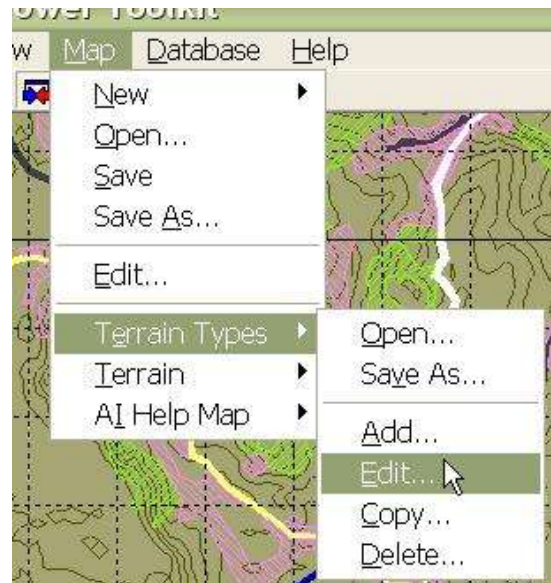 Toolkit
Map Database Help
New
Open...
Save
Save As...
Edit...
Terrain Types
Terrain
AI Help Map
Open...
Save As...
Add...
Edit...
Copy...
Delete...